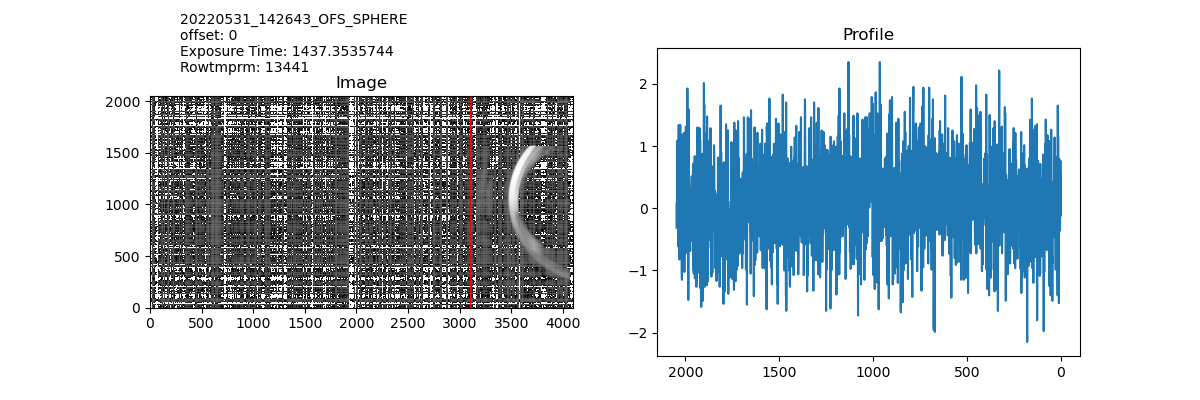 20220531_142643_OFS_SPHERE
offset: 0
Exposure Time: 1437.3535744
Rowtmprm: 13441
Image
2000
1500
1000
500
0
0 500 1000 1500 2000 2500 3000 3500 4000
Profile
2
1
0
−1
−2
2000 1500 1000 500 0